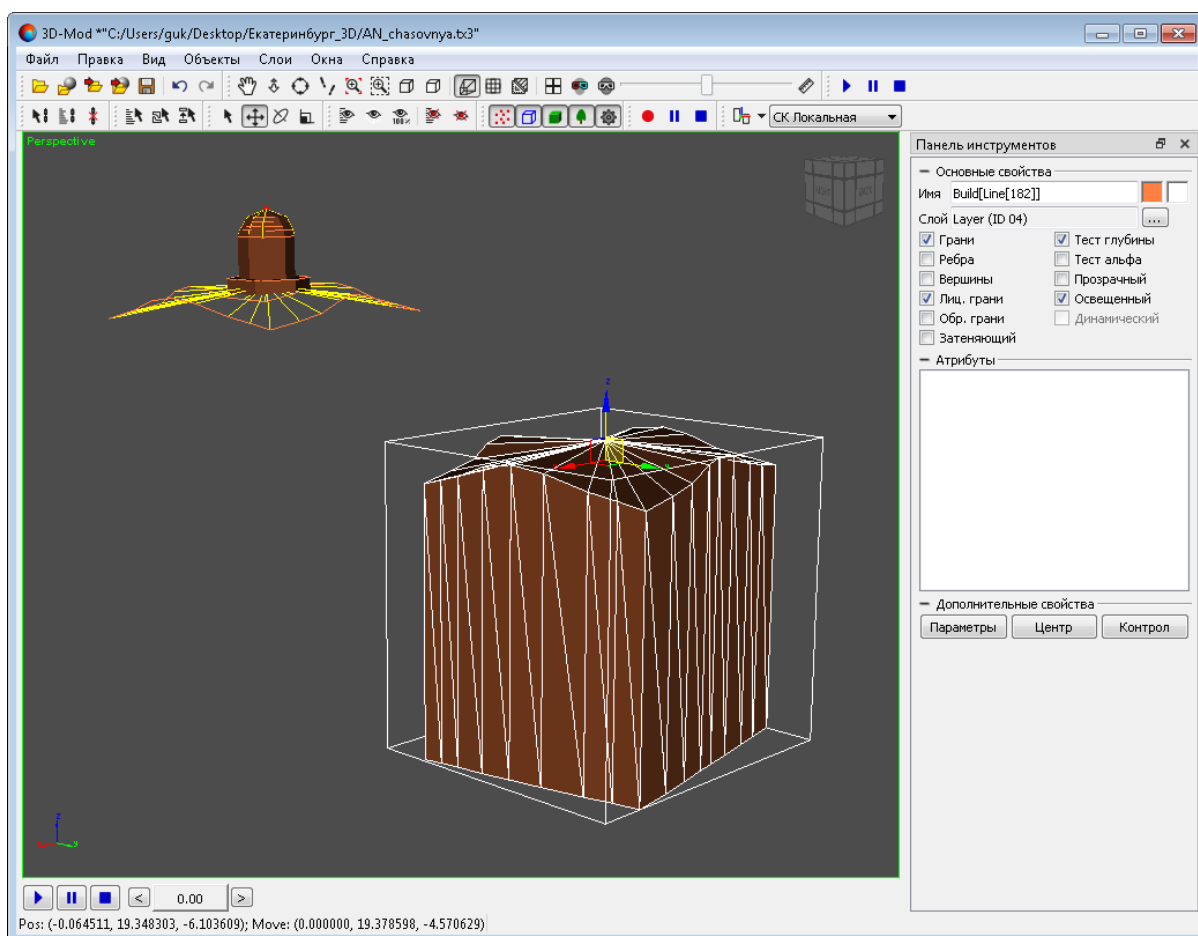 3D-Mod *"C:/Users/guk/Desktop/Екатеринбург_3D/AN_chasovnya.tx3"
Файл Правка Вид Объекты Слои Окна Справка
100%
СК Локальная
Perspective
Панель инструментов
Основные свойства
Имя Build[Line[182]]
Слой Layer (ID 04) ...
Грани Тест глубины
Ребра Тест альфа
Вершины Прозрачный
Лиц. грани Освещенный
Обр. грани Динамический
Затеняющий
Атрибуты
z
Дополнительные свойства
Параметры Центр Контрол
z
< 0.00 >
Pos: (-0.064511, 19.348303, -6.103609); Move: (0.000000, 19.378598, -4.570629)